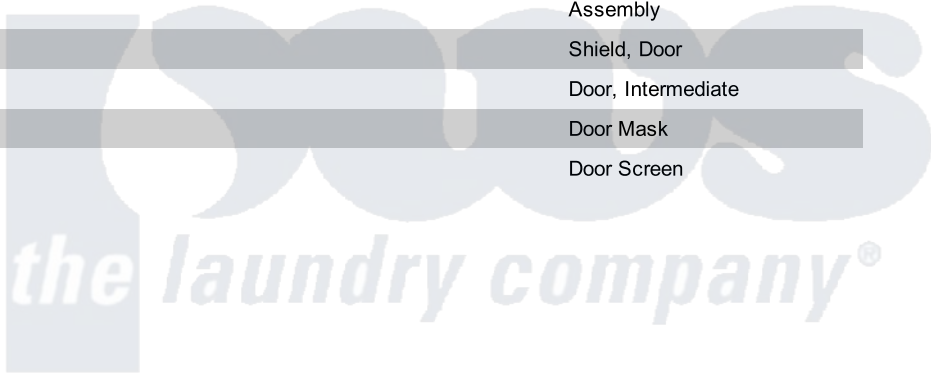 Assembly
Shield, Door
Door, Intermediate
Door Mask
Door Screen
the laundry company®